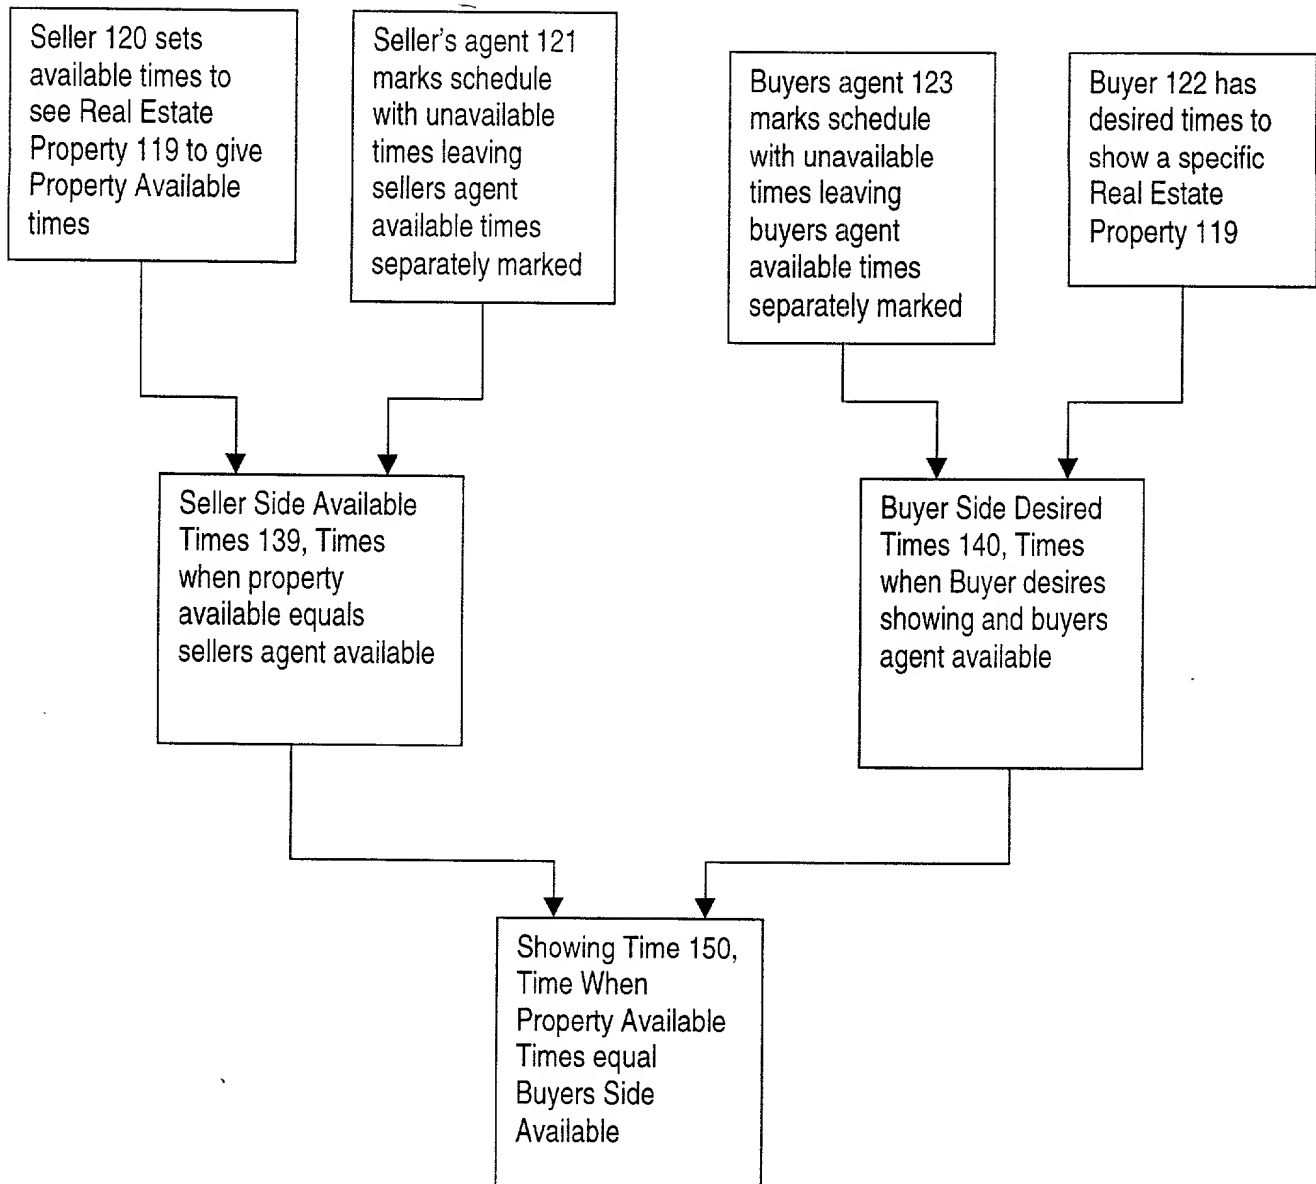 Seller 120 sets
available times to
see Real Estate
Property 119 to give
Property Available
times
Seller's agent 121
marks schedule
with unavailable
times leaving
sellers agent
available times
separately marked
Buyers agent 123
marks schedule
with unavailable
times leaving
buyers agent
available times
separately marked
Buyer 122 has
desired times to
show a specific
Real Estate
Property 119
Seller Side Available
Times 139, Times
when property
available equals
sellers agent available
Buyer Side Desired
Times 140, Times
when Buyer desires
showing and buyers
agent available
Showing Time 150,
Time When
Property Available
Times equal
Buyers Side
Available